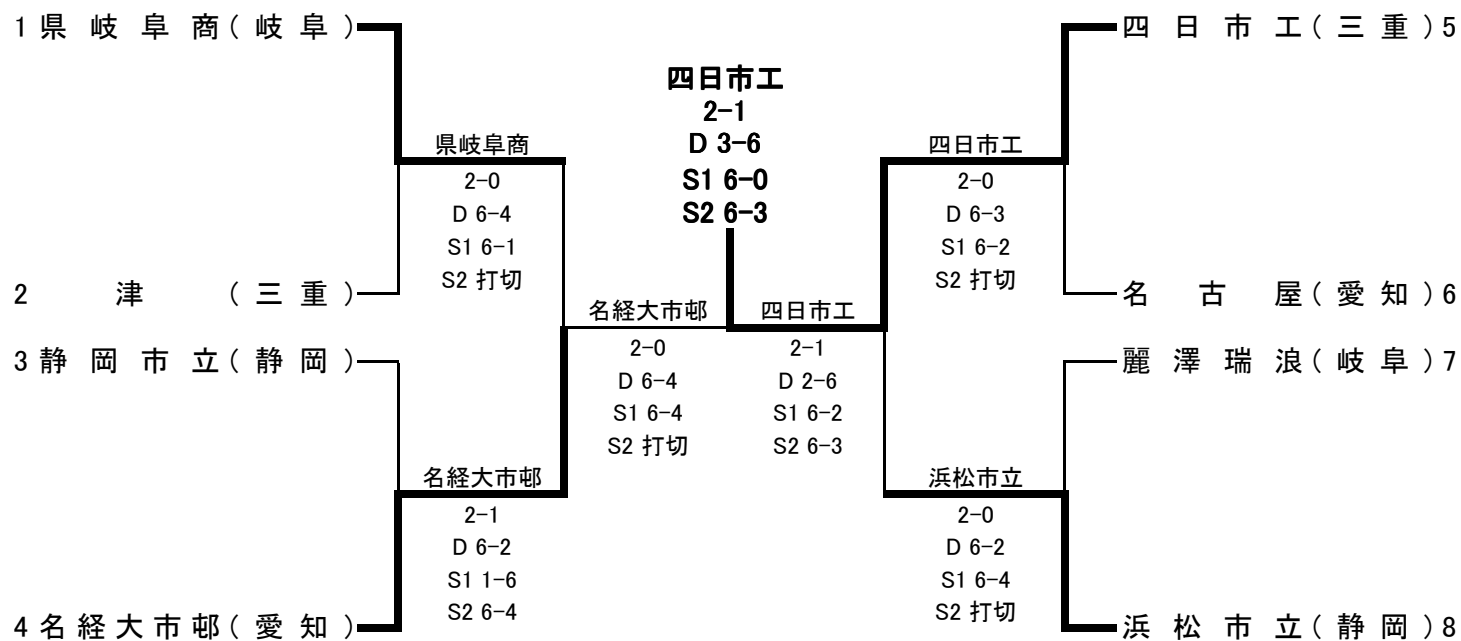 1 県岐阜商(岐阜)
四日市工(三重) 5
四日市工
2-1
D 3-6
S1 6-0
S2 6-3
県岐阜商
2-0
D 6-4
S1 6-1
S2 打切
四日市工
2-0
D 6-3
S1 6-2
S2 打切
2 津(三重)
名古屋(愛知) 6
名経大市邨
2-0
D 6-4
S1 6-4
S2 打切
四日市工
2-1
D 2-6
S1 6-2
S2 6-3
3 静岡市立(静岡)
麗澤瑞浪(岐阜) 7
名経大市邨
2-1
D 6-2
S1 1-6
S2 6-4
浜松市立
2-0
D 6-2
S1 6-4
S2 打切
4 名経大市邨(愛知)
浜松市立(静岡) 8